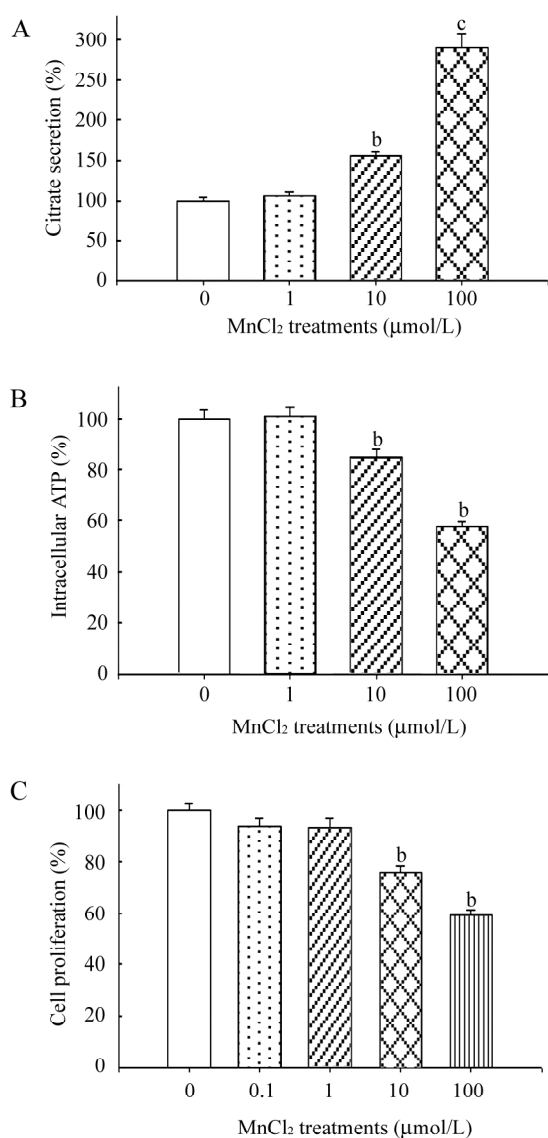 A
Citrate secretion (%)
300
250
200
150
100
50
0
b
c
0 1 10 100
MnCl₂ treatments (μmol/L)
B
Intracellular ATP (%)
100
80
60
40
20
0
b
b
0 1 10 100
MnCl₂ treatments (μmol/L)
C
Cell proliferation (%)
100
80
60
40
20
0
b
b
0 0.1 1 10 100
MnCl₂ treatments (μmol/L)